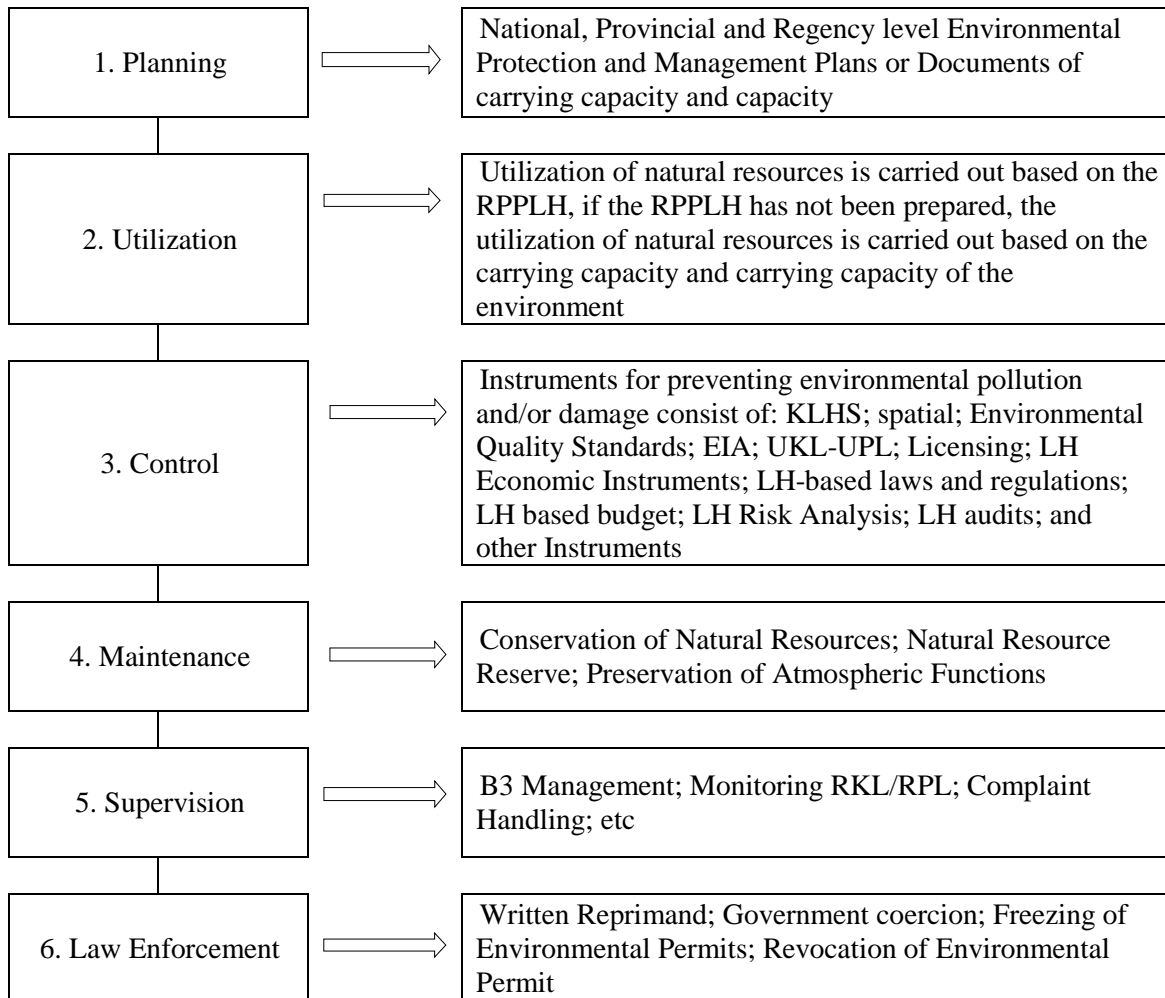 1. Planning
National, Provincial and Regency level Environmental
Protection and Management Plans or Documents of
carrying capacity and capacity
2. Utilization
Utilization of natural resources is carried out based on the
RPPLH, if the RPPLH has not been prepared, the
utilization of natural resources is carried out based on the
carrying capacity and carrying capacity of the
environment
3. Control
Instruments for preventing environmental pollution
and/or damage consist of: KLHS; spatial; Environmental
Quality Standards; EIA; UKL-UPL; Licensing; LH
Economic Instruments; LH-based laws and regulations;
LH based budget; LH Risk Analysis; LH audits; and
other Instruments
4. Maintenance
Conservation of Natural Resources; Natural Resource
Reserve; Preservation of Atmospheric Functions
5. Supervision
B3 Management; Monitoring RKL/RPL; Complaint
Handling; etc
6. Law Enforcement
Written Reprimand; Government coercion; Freezing of
Environmental Permits; Revocation of Environmental
Permit